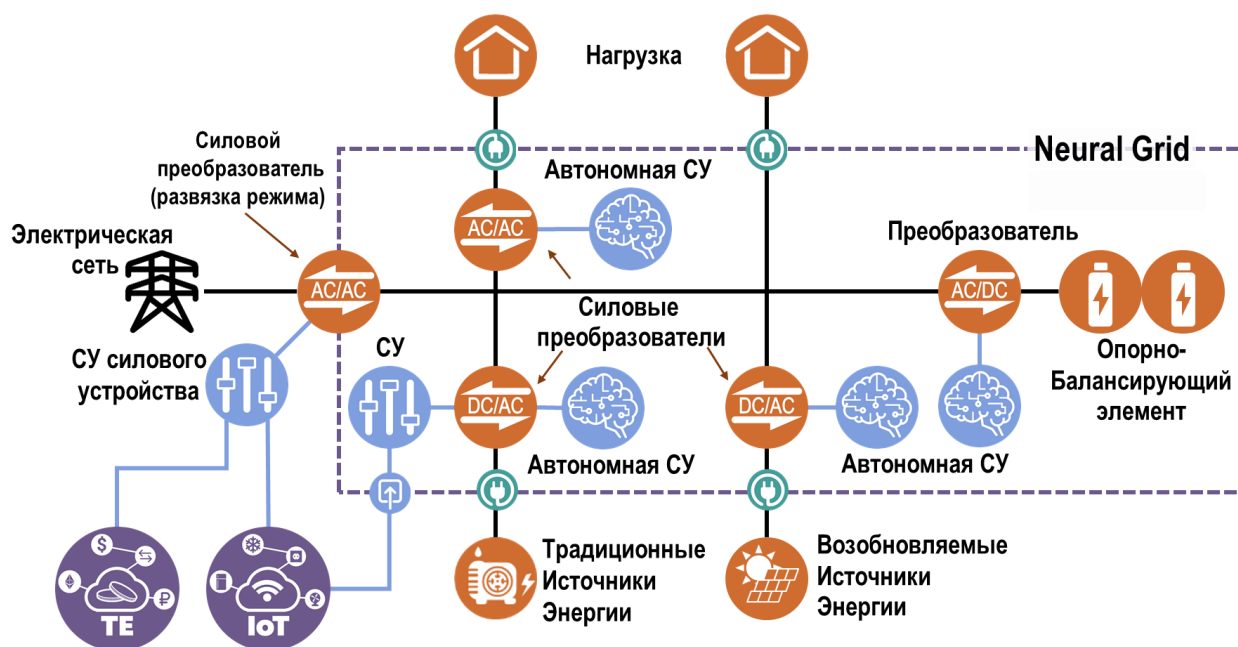 Нагрузка
Neural Grid
Силовой
преобразователь
(развязка режима)
Автономная СУ
Электрическая
сеть
AC/AC
AC/AC
Преобразователь
AC/DC
Силовые
преобразователи
СУ силового
устройства
СУ
DC/AC
DC/AC
Опорно-
Балансирующий
элемент
Автономная СУ
Автономная СУ
Традиционные
Источники
Энергии
Возобновляемые
Источники
Энергии
$
₽
TE
IoT